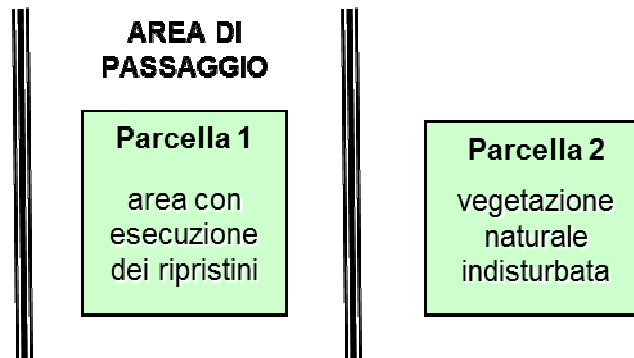 AREA DI
PASSAGGIO
Parcella 1
area con
esecuzione
dei ripristini
Parcella 2
vegetazione
naturale
indisturbata